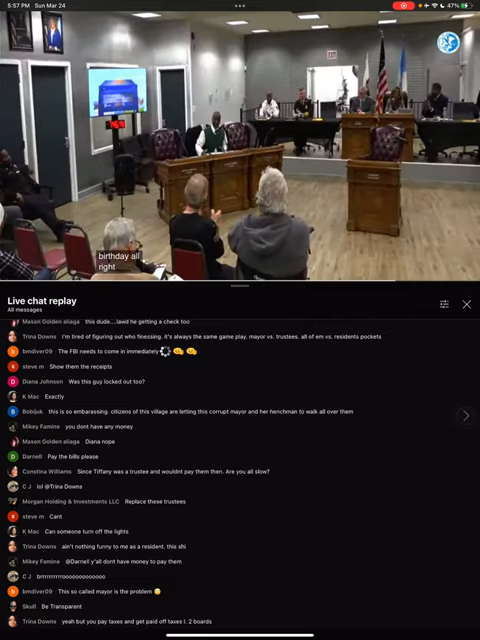 5:57 PM Sun Mar 24
47%
birthday all
right
Live chat replay
All messages
Mason Golden aliaga this dude....lawd he getting a check too
Trina Downs I'm tired of figuring out who finessing. it's always the same game play. mayor vs. trustees. all of em vs. residents pockets
bmdiver09 The FBI needs to come in immediately
steve m Show them the receipts
Diana Johnson Was this guy locked out too?
K Mac Exactly
Bobijuk this is so embarassing. citizens of this village are letting this corrupt mayor and her henchman to walk all over them
Mikey Famine you dont have any money
Mason Golden aliaga Diana nope
Darnell Pay the bills please
Constina Williams Since Tiffany was a trustee and wouldnt pay them then. Are you all slow?
C J lol @Trina Downs
Morgan Holding & Investments LLC Replace these trustees
steve m Cant
K Mac Can someone turn off the lights
Trina Downs ain't nothing funny to me as a resident. this shi
Mikey Famine @Darnell y'all dont have money to pay them
C J brrrrrrrrrooooooooooooo
bmdiver09 This so called mayor is the problem
Skull Be Transparent
Trina Downs yeah but you pay taxes and get paid off taxes l. 2 boards